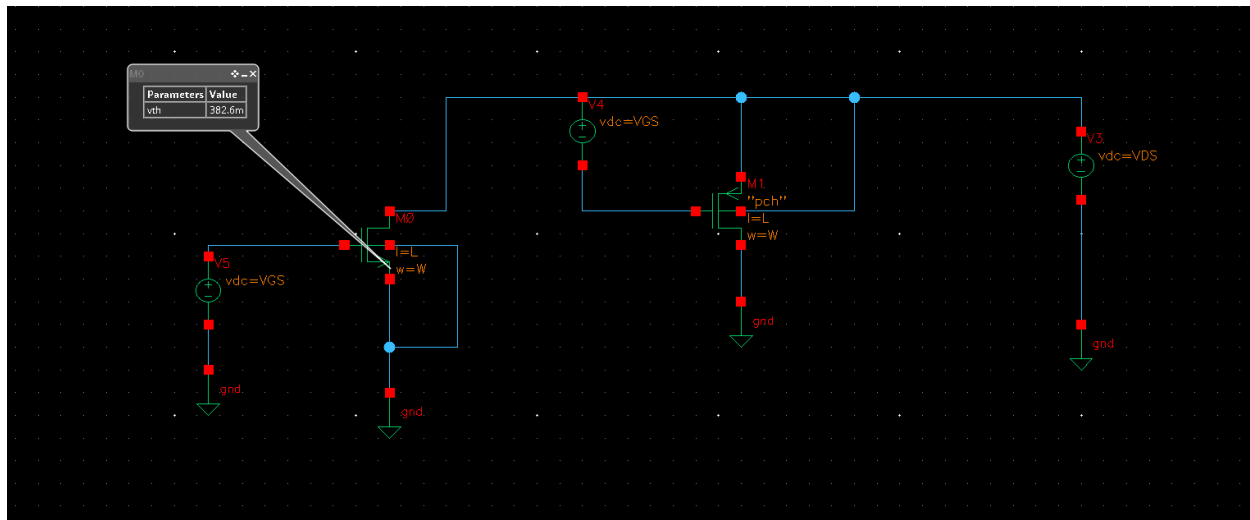 M0
Parameters Value
vth 382.6m
V4
vdc=VGS
V3
vdc=VDS
M1
"pch"
l=L
w=W
M0
l=L
w=W
V5
vdc=VGS
gnd
gnd
gnd
gnd